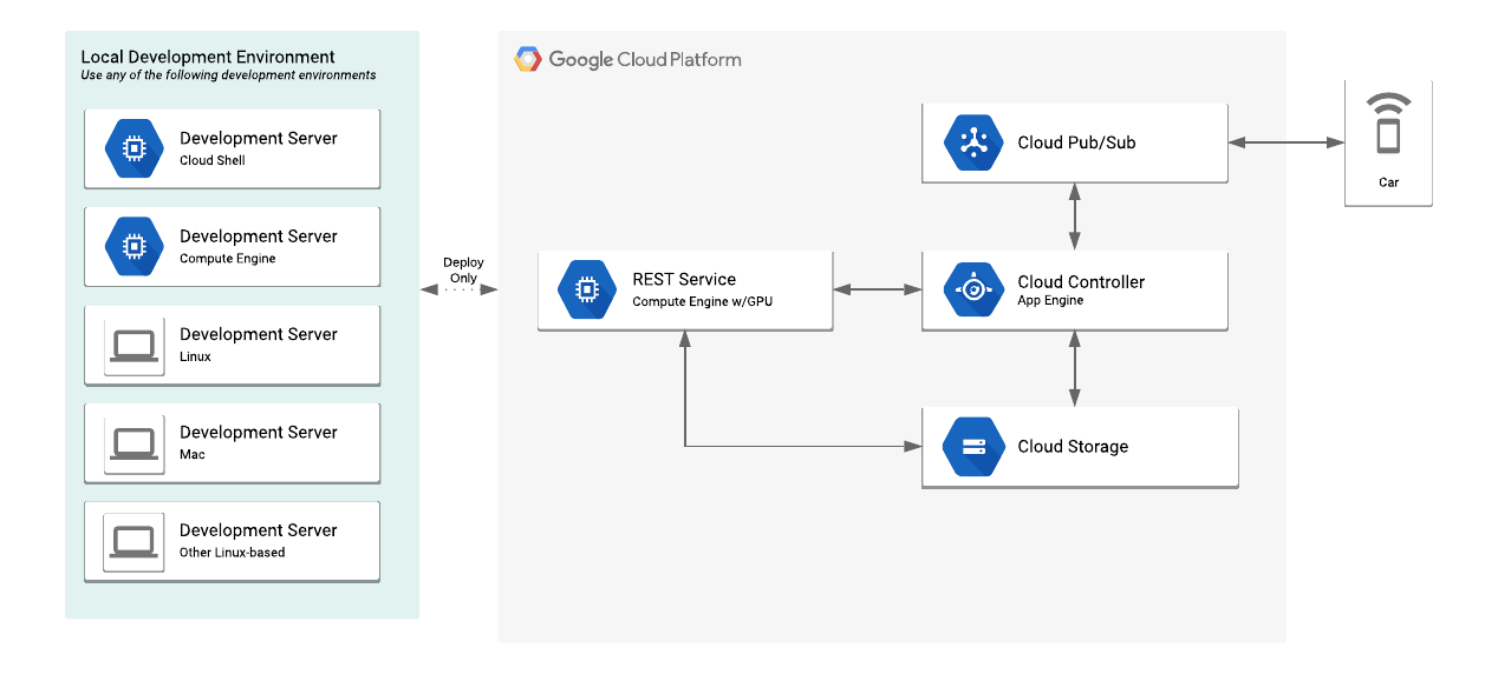 Local Development Environment
Use any of the following development environments
Development Server
Cloud Shell
Development Server
Compute Engine
Development Server
Linux
Development Server
Mac
Development Server
Other Linux-based
Deploy
Only
Google Cloud Platform
REST Service
Compute Engine w/GPU
Cloud Pub/Sub
Cloud Controller
App Engine
Cloud Storage
Car